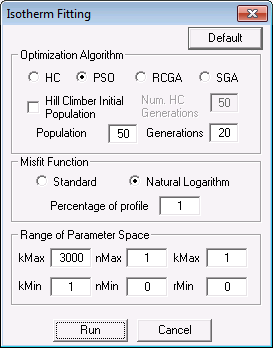 Isotherm Fitting
Default
Optimization Algorithm
HC PSO RCGA SGA
Hill Climber Initial Population
Num. HC Generations 50
Population 50 Generations 20
Misfit Function
Standard Natural Logarithm
Percentage of profile 1
Range of Parameter Space
kMax 3000 nMax 1 kMax 1
kMin 1 nMin 0 rMin 0
Run Cancel